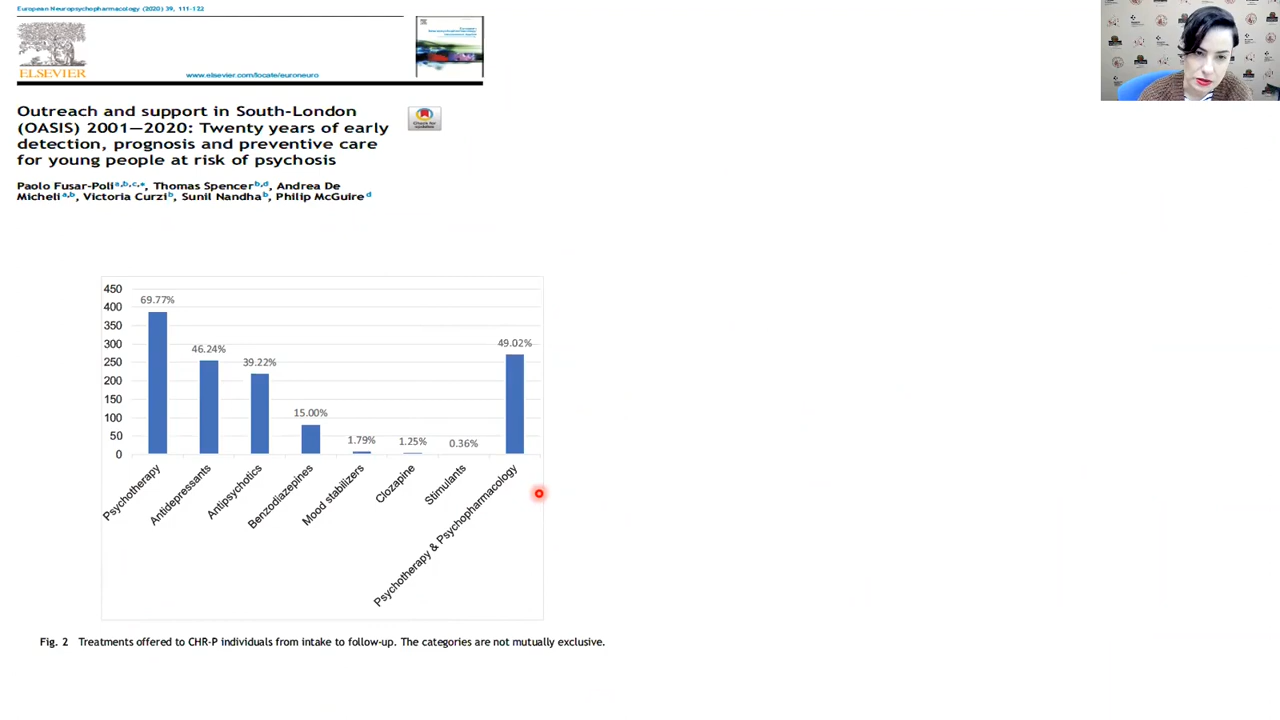 European Neuropsychopharmacology (2020) 39, 111-122
ELSEVIER
www.elsevier.com/locate/euroneuro
Outreach and support in South-London
(OASIS) 2001—2020: Twenty years of early
detection, prognosis and preventive care
for young people at risk of psychosis
Check for
updates
Paolo Fusar-Poli a,b,c,*, Thomas Spencer b,d, Andrea De
Micheli a,b, Victoria Curzi b, Sunil Nandha b, Philip McGuire d
450
400
350
300
250
200
150
100
50
0
69.77%
46.24%
39.22%
15.00%
1.79%
1.25%
0.36%
49.02%
Psychotherapy
Antidepressants
Antipsychotics
Benzodiazepines
Mood stabilizers
Clozapine
Stimulants
Psychotherapy & Psychopharmacology
Fig. 2 Treatments offered to CHR-P individuals from intake to follow-up. The categories are not mutually exclusive.